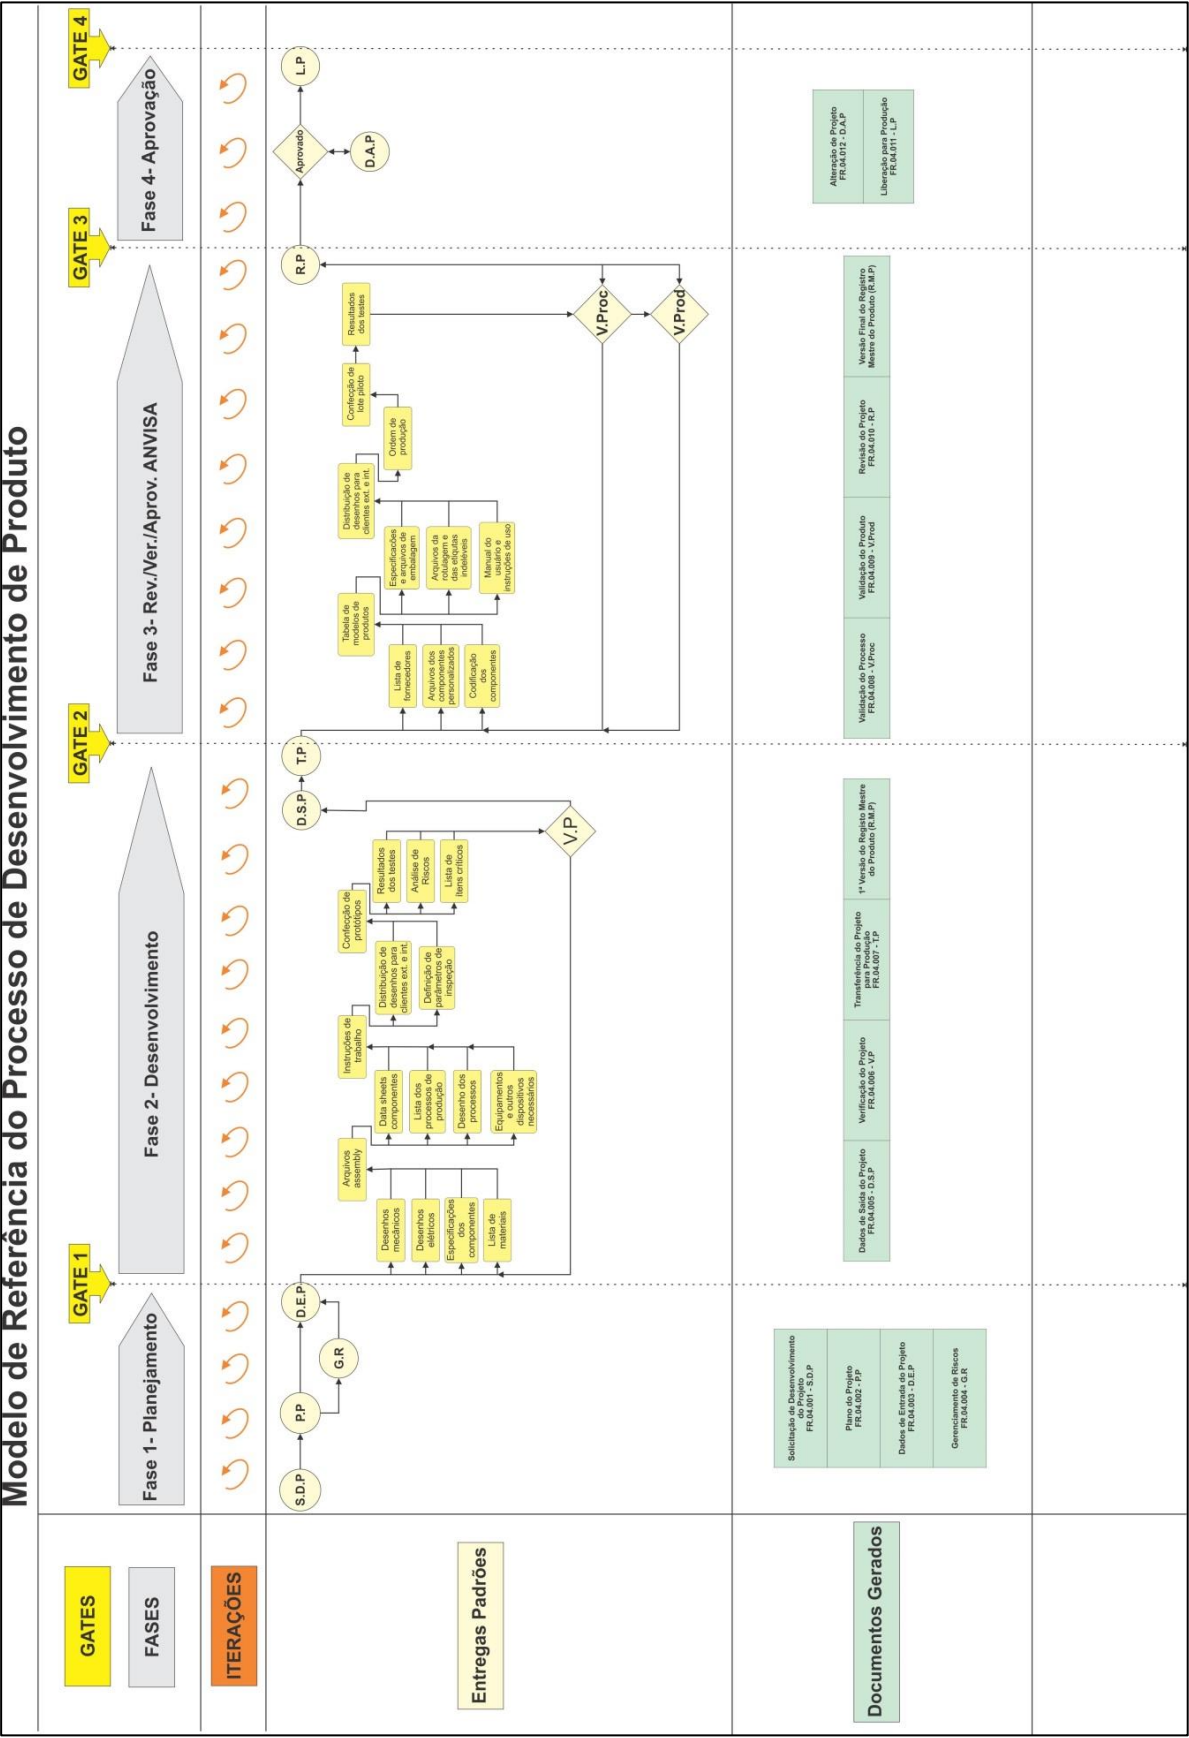 Modelo de Referência do Processo de Desenvolvimento de Produto
GATES
GATE 1
GATE 2
GATE 3
GATE 4
FASES
Fase 1- Planejamento
Fase 2- Desenvolvimento
Fase 3- Rev./Ver./Aprov. ANVISA
Fase 4- Aprovação
ITERAÇÕES
Entregas Padrões
S.D.P
P.P
G.R
D.E.P
Desenhos
mecânicos
Desenhos
elétricos
Especificações
dos
componentes
Lista de
materiais
Arquivos
assembly
Data sheets
componentes
Lista dos
processos de
produção
Desenho dos
processos
Equipamentos
e outros
dispositivos
necessários
Instruções de
trabalho
Distribuição de
desenhos para
clientes ext. e int.
Definição de
parâmetros de
inspeção
Confecção de
protótipos
Resultados
dos testes
Análise de
Riscos
Lista de
ítens críticos
V.P
D.S.P
T.P
Lista de
fornecedores
Arquivos dos
componentes
personalizados
Codificação
dos
componentes
Tabela de
modelos de
produtos
Especificacões
e arquivos de
embalagem
Arquivos da
rotulagem e
das etiqutas
indeléveis
Manual do
usuário e
instruções de uso
Distribuição de
desenhos para
clientes ext. e int.
Ordem de
produção
Confecção de
lote piloto
Resultados
dos testes
V.Proc
V.Prod
R.P
Aprovado
D.A.P
L.P
Documentos Gerados
Solicitação de Desenvolvimento
do Projeto
FR.04.001 - S.D.P
Plano do Projeto
FR.04.002 - P.P
Dados de Entrada do Projeto
FR.04.003 - D.E.P
Gerenciamento de Riscos
FR.04.004 - G.R
Dados de Saída do Projeto
FR.04.005 - D.S.P
Verificação do Projeto
FR.04.006 - V.P
Transferência do Projeto
para Produção
FR.04.007 - T.P
1ª Versão do Registo Mestre
do Produto (R.M.P)
Validação do Processo
FR.04.008 - V.Proc
Validação do Produto
FR.04.009 - V.Prod
Revisão do Projeto
FR.04.010 - R.P
Versão Final do Registro
Mestre do Produto (R.M.P)
Alteração de Projeto
FR.04.012 - D.A.P
Liberação para Produção
FR.04.011 - L.P